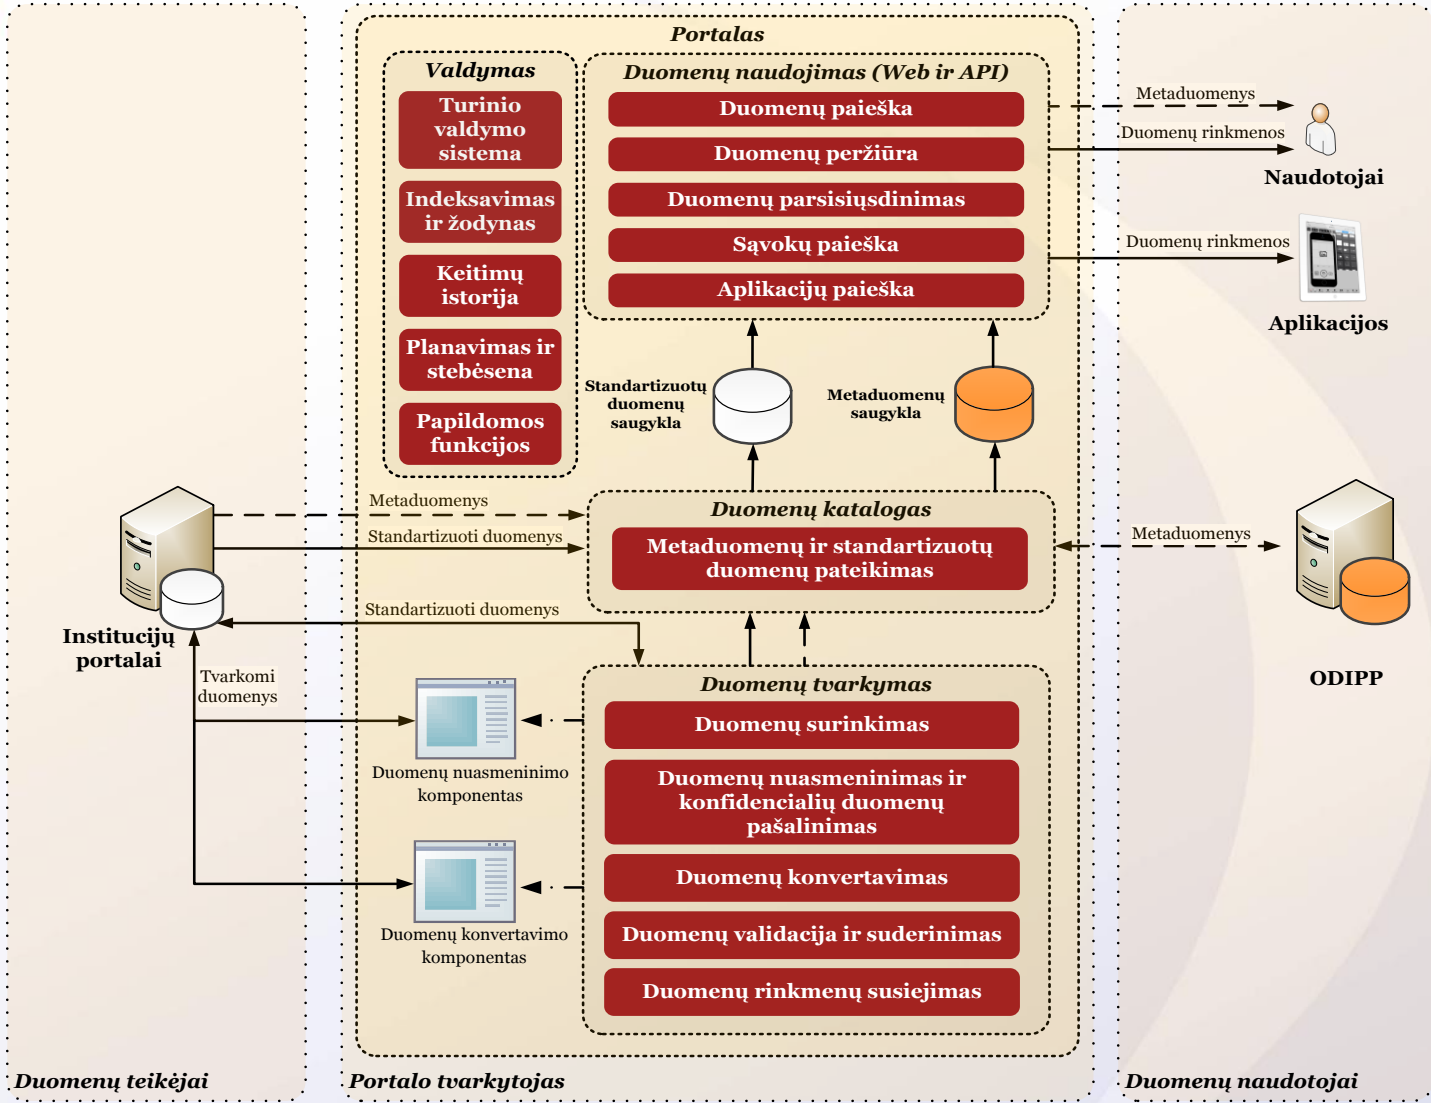 Portalas
Valdymas
Turinio
valdymo
sistema
Indeksavimas
ir žodynas
Keitimų
istorija
Planavimas ir
stebėsena
Papildomos
funkcijos
Duomenų naudojimas (Web ir API)
Duomenų paieška
Duomenų peržiūra
Duomenų parsisiųsdinimas
Sąvokų paieška
Aplikacijų paieška
Metaduomenys
Duomenų rinkmenos
Naudotojai
Duomenų rinkmenos
Aplikacijos
Standartizuotų
duomenų
saugykla
Metaduomenų
saugykla
Metaduomenys
Standartizuoti duomenys
Duomenų katalogas
Metaduomenų ir standartizuotų
duomenų pateikimas
Metaduomenys
ODIPP
Institucijų
portalai
Standartizuoti duomenys
Tvarkomi
duomenys
Duomenų nuasmeninimo
komponentas
Duomenų konvertavimo
komponentas
Duomenų tvarkymas
Duomenų surinkimas
Duomenų nuasmeninimas ir
konfidencialių duomenų
pašalinimas
Duomenų konvertavimas
Duomenų validacija ir suderinimas
Duomenų rinkmenų susiejimas
Duomenų teikėjai
Portalo tvarkytojas
Duomenų naudotojai